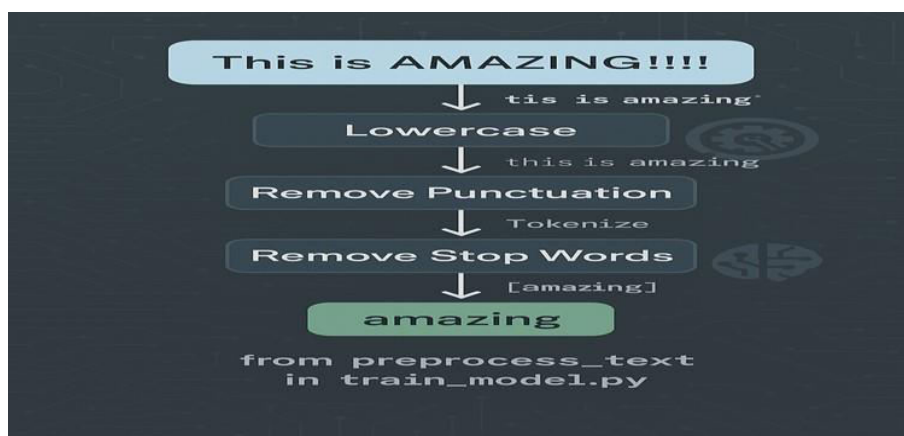 This is AMAZING!!!!
tis is amazing"
Lowercase
this is amazing
Remove Punctuation
Tokenize
Remove Stop Words
[amazing]
amazing
from preprocess_text
in train_model.py